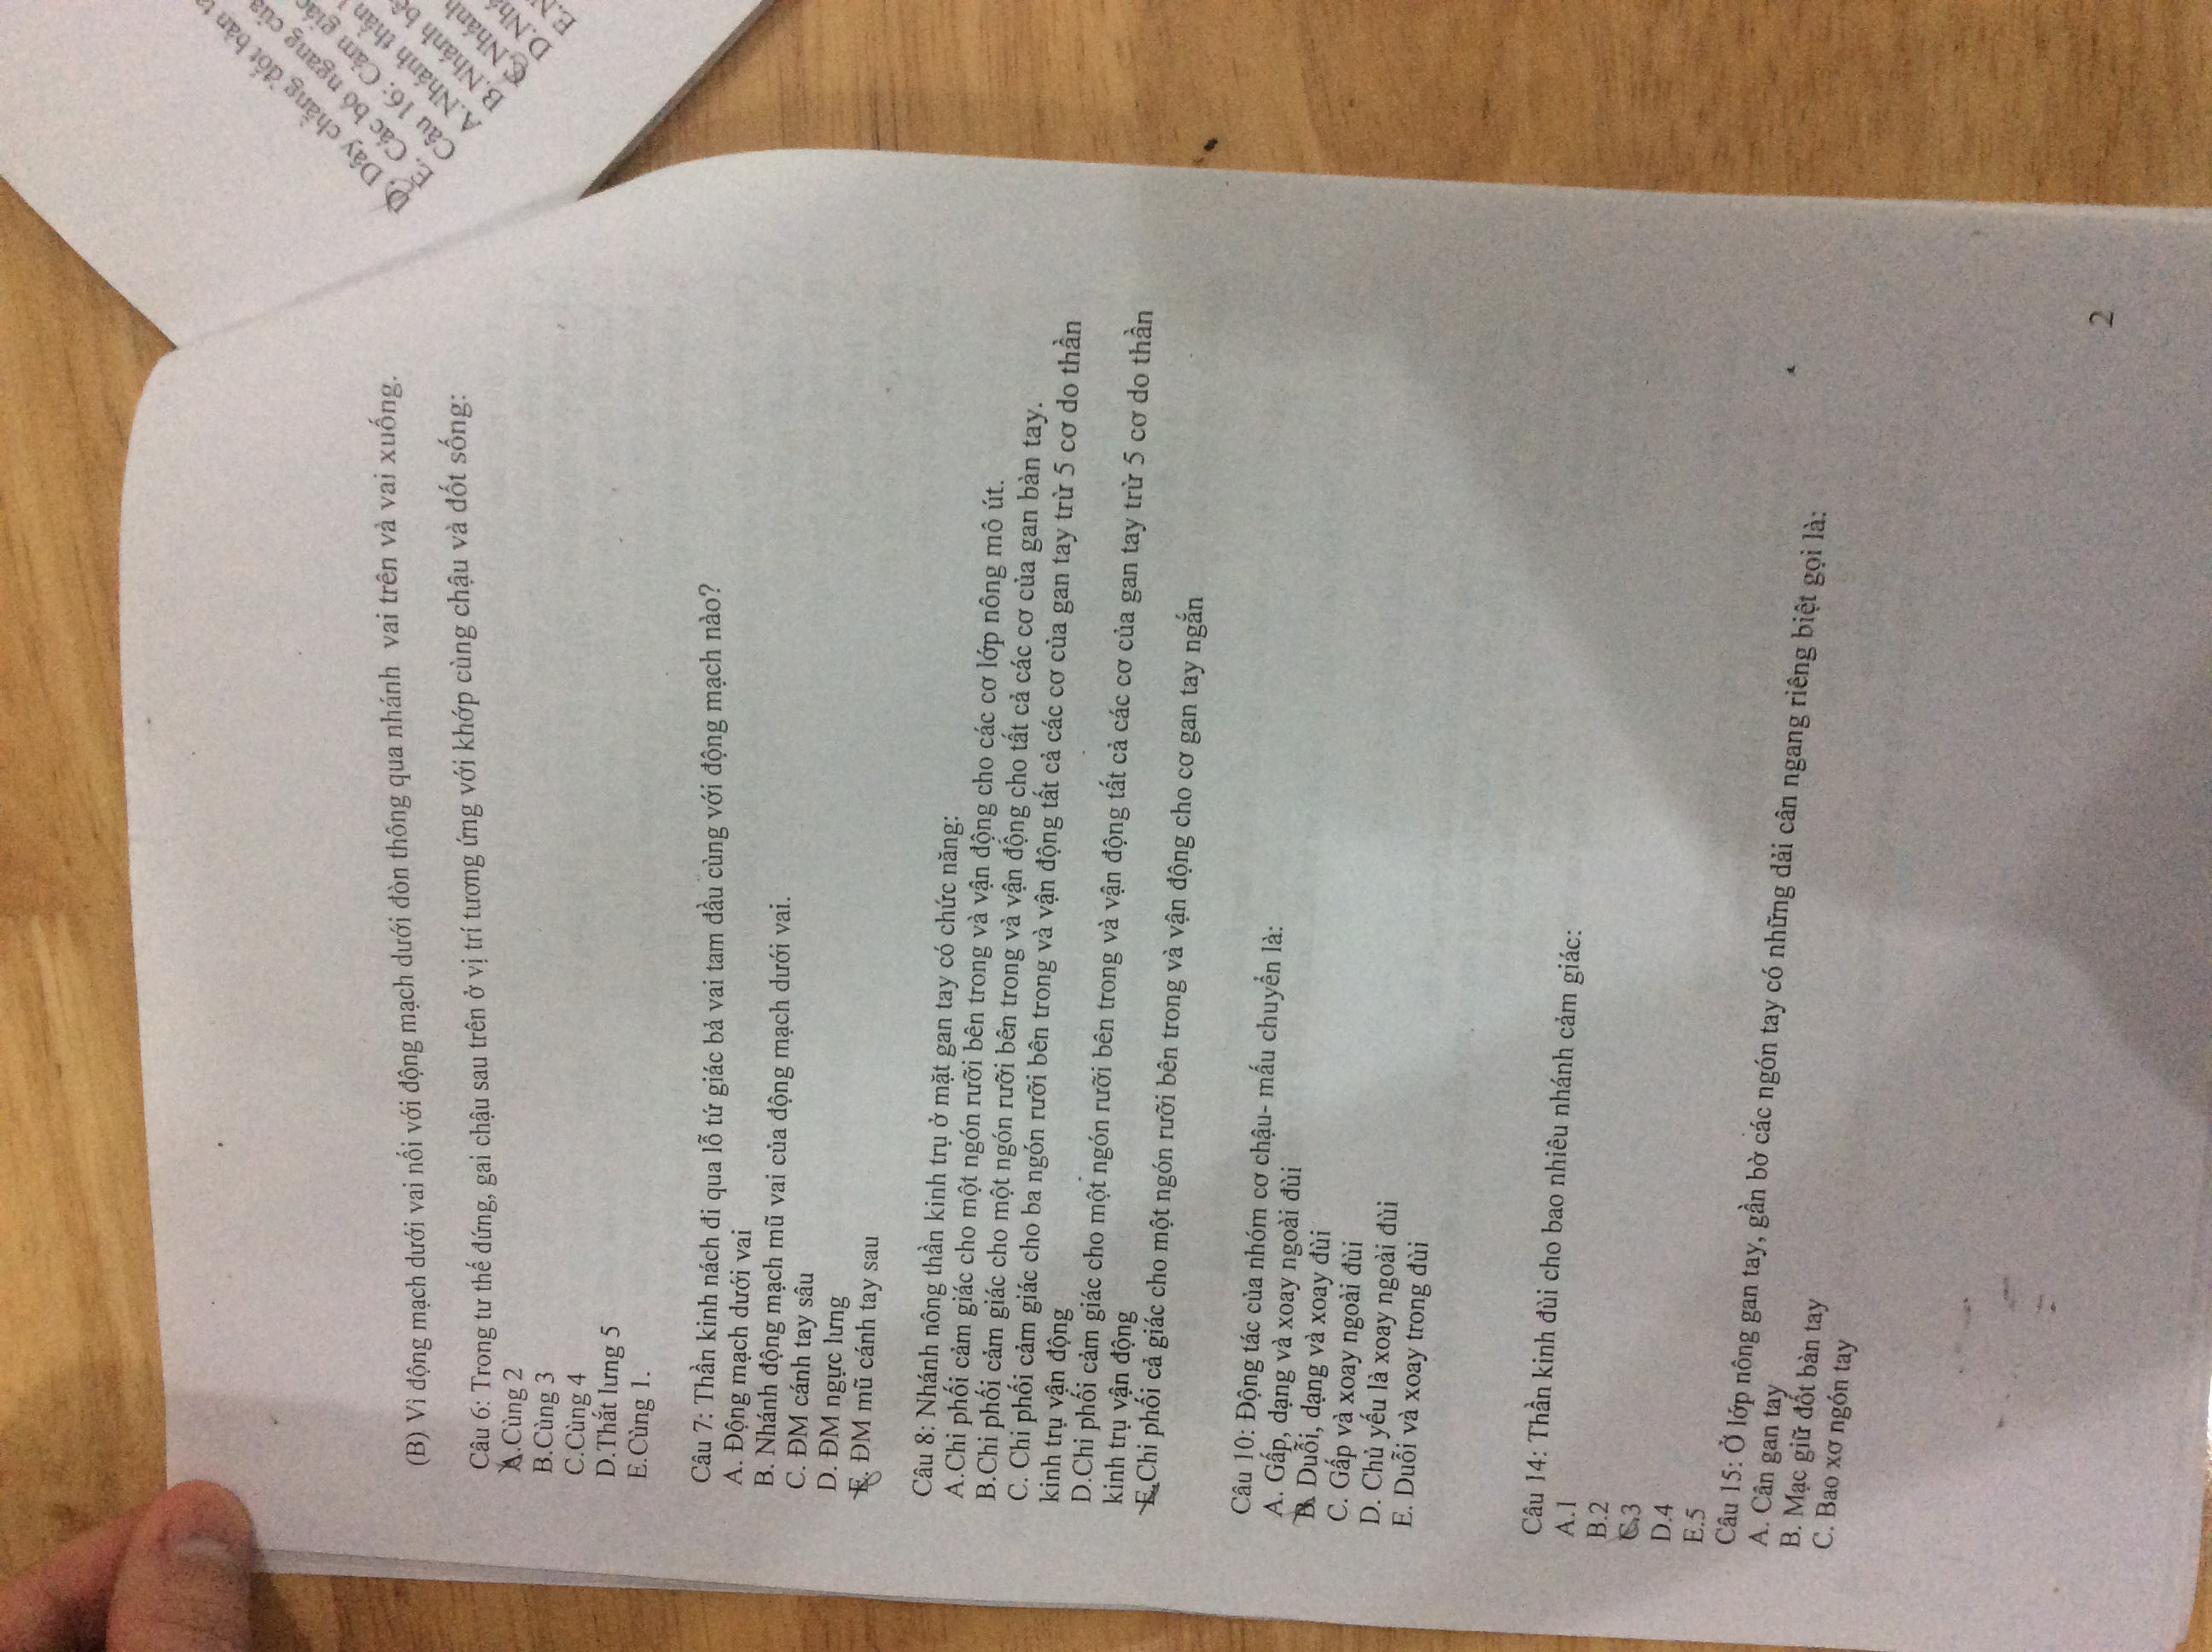 (B) Vì động mạch dưới vai nối với động mạch dưới đòn thông qua nhánh vai trên và vai xuống.
Câu 6: Trong tư thế đứng, gai chậu sau trên ở vị trí tương ứng với khớp cùng chậu và đốt sống:
A.Cùng 2
B.Cùng 3
C.Cùng 4
D.Thắt lưng 5
E.Cùng 1.
Câu 7: Thần kinh nách đi qua lỗ tứ giác bả vai tam đầu cùng với động mạch nào?
A. Động mạch dưới vai
B. Nhánh động mạch mũ vai của động mạch dưới vai.
C. ĐM cánh tay sâu
D. ĐM ngực lưng
E. ĐM mũ cánh tay sau
Câu 8: Nhánh nông thần kinh trụ ở mặt gan tay có chức năng:
A.Chi phối cảm giác cho một ngón rưỡi bên trong và vận động cho các cơ lớp nông mô út.
B.Chi phối cảm giác cho một ngón rưỡi bên trong và vận động cho tất cả các cơ của gan bàn tay.
C. Chi phối cảm giác cho ba ngón rưỡi bên trong và vận động tất cả các cơ của gan tay trừ 5 cơ do thần
kinh trụ vận động
D.Chi phối cảm giác cho một ngón rưỡi bên trong và vận động tất cả các cơ của gan tay trừ 5 cơ do thần
kinh trụ vận động
E.Chi phối cả giác cho một ngón rưỡi bên trong và vận động cho cơ gan tay ngắn
Câu 10: Động tác của nhóm cơ chậu- mấu chuyển là:
A. Gấp, dạng và xoay ngoài đùi
B. Duỗi, dạng và xoay đùi
C. Gấp và xoay ngoài đùi
D. Chủ yếu là xoay ngoài đùi
E. Duỗi và xoay trong đùi
Câu 14: Thần kinh đùi cho bao nhiêu nhánh cảm giác:
A.1
B.2
C.3
D.4
E.5
Câu 15: Ở lớp nông gan tay, gần bờ các ngón tay có những dải cân ngang riêng biệt gọi là:
A. Cân gan tay
B. Mạc giữ đốt bàn tay
C. Bao xơ ngón tay
2
D. Dây chằng đốt bàn
E. Các bó ngang của
Câu 16: Cảm giác
A.Nhánh thần
B.Nhánh
C.Nhánh
D.
E.